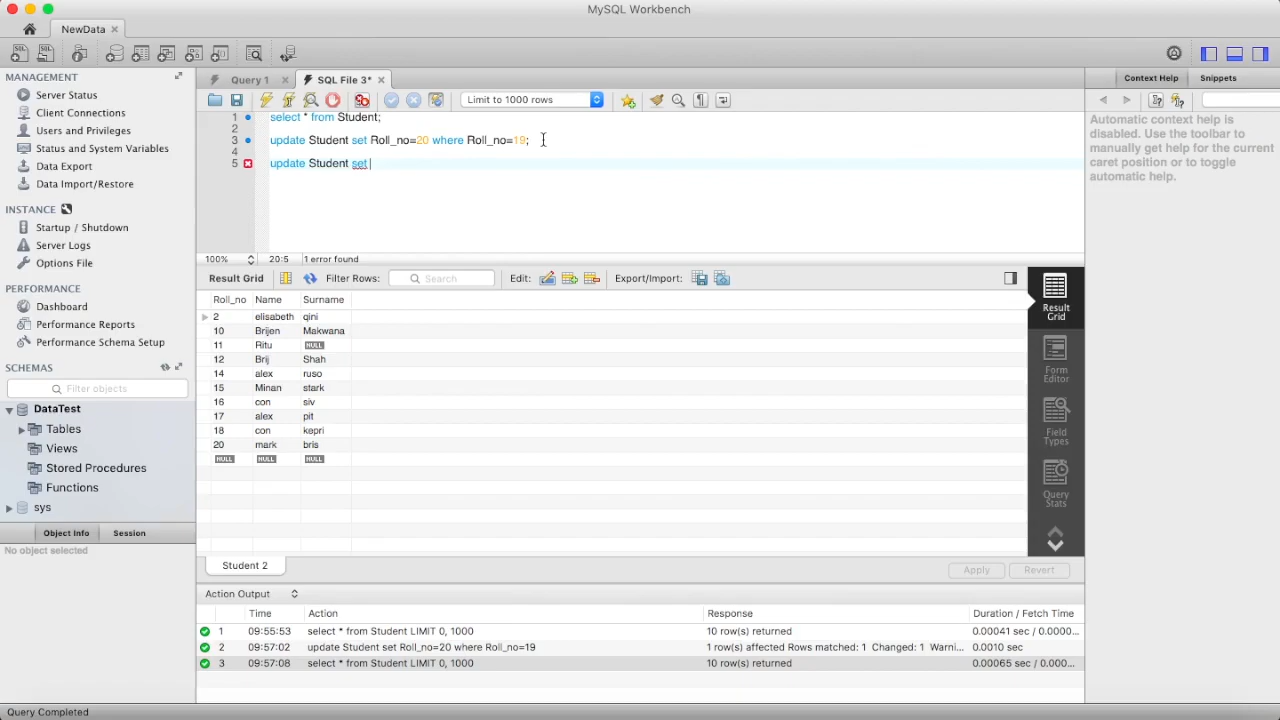 MySQL Workbench
NewData
MANAGEMENT
Server Status
Client Connections
Users and Privileges
Status and System Variables
Data Export
Data Import/Restore
INSTANCE
Startup / Shutdown
Server Logs
Options File
PERFORMANCE
Dashboard
Performance Reports
Performance Schema Setup
SCHEMAS
Filter objects
DataTest
Tables
Views
Stored Procedures
Functions
sys
Object Info Session
No object selected
Query 1 SQL File 3*
Limit to 1000 rows
1 select * from Student;
2
3 update Student set Roll_no=20 where Roll_no=19;
4
5 update Student set
100% 20:5 1 error found
Result Grid Filter Rows: Search Edit: Export/Import:
Roll_no Name Surname
2 elisabeth qini
10 Brijen Makwana
11 Ritu NULL
12 Brij Shah
14 alex ruso
15 Minan stark
16 con siv
17 alex pit
18 con kepri
20 mark bris
NULL NULL NULL
Result Grid
Form Editor
Field Types
Query Stats
Student 2 Apply Revert
Action Output
Time Action Response Duration / Fetch Time
1 09:55:53 select * from Student LIMIT 0, 1000 10 row(s) returned 0.00041 sec / 0.0000...
2 09:57:02 update Student set Roll_no=20 where Roll_no=19 1 row(s) affected Rows matched: 1 Changed: 1 Warni... 0.0010 sec
3 09:57:08 select * from Student LIMIT 0, 1000 10 row(s) returned 0.00065 sec / 0.000...
Context Help Snippets
Automatic context help is
disabled. Use the toolbar to
manually get help for the current
caret position or to toggle
automatic help.
Query Completed